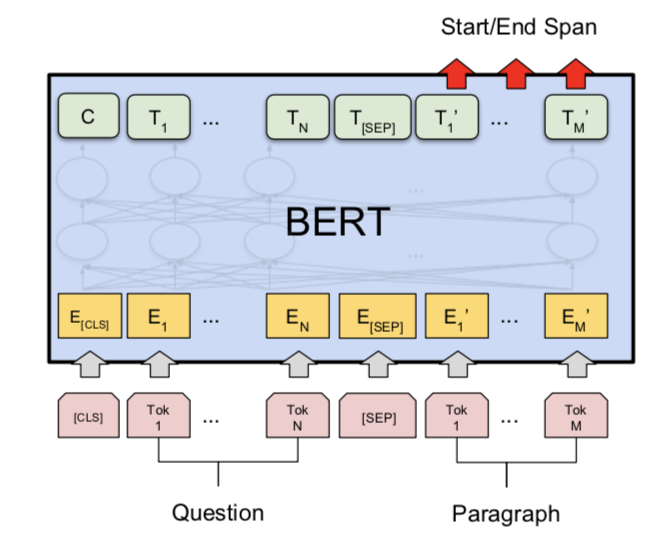 Start/End Span
C T1 ... TN T[SEP] T1’ ... TM’
BERT
E[CLS] E1 ... EN E[SEP] E1’ ... EM’
[CLS] Tok 1 ... Tok N [SEP] Tok 1 ... Tok M
Question Paragraph